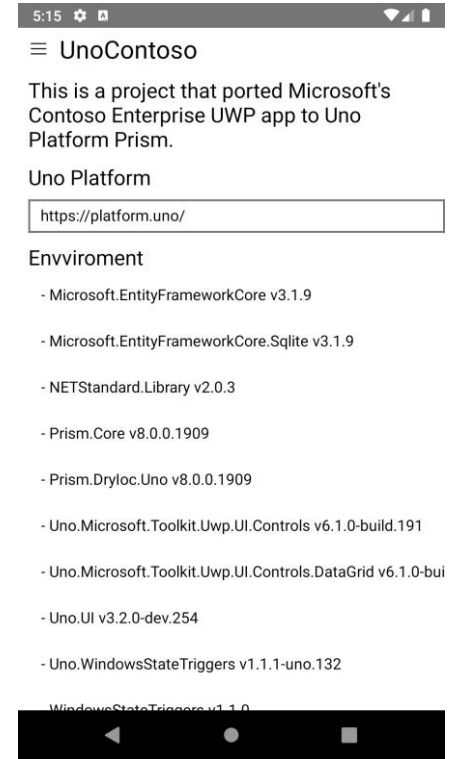 5:15
UnoContoso
This is a project that ported Microsoft's
Contoso Enterprise UWP app to Uno
Platform Prism.
Uno Platform
https://platform.uno/
Envviroment
- Microsoft.EntityFrameworkCore v3.1.9
- Microsoft.EntityFrameworkCore.Sqlite v3.1.9
- NETStandard.Library v2.0.3
- Prism.Core v8.0.0.1909
- Prism.DryIoc.Uno v8.0.0.1909
- Uno.Microsoft.Toolkit.Uwp.UI.Controls v6.1.0-build.191
- Uno.Microsoft.Toolkit.Uwp.UI.Controls.DataGrid v6.1.0-bui
- Uno.UI v3.2.0-dev.254
- Uno.WindowsStateTriggers v1.1.1-uno.132
WindowsStateTriggers v1.1.0